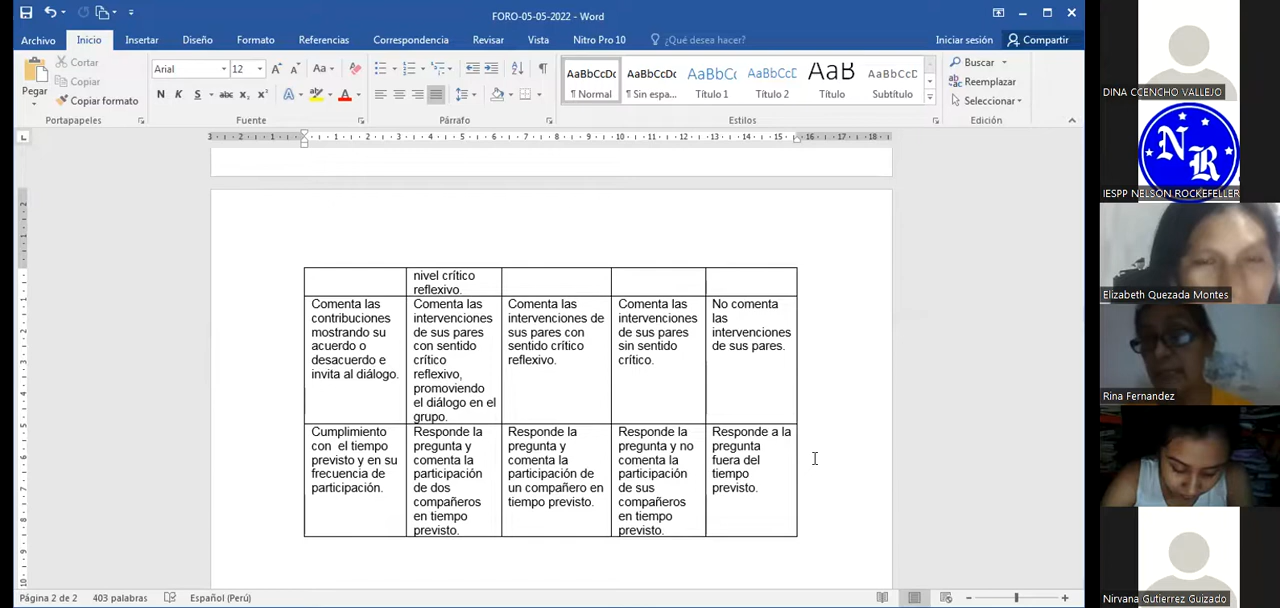 FORO-05-05-2022 - Word
Archivo
Inicio
Insertar
Diseño
Formato
Referencias
Correspondencia
Revisar
Vista
Nitro Pro 10
¿Qué desea hacer?
Iniciar sesión
Compartir
Pegar
Cortar
Copiar
Copiar formato
Portapapeles
Arial
12
Fuente
Párrafo
AaBbCcDc
¶ Normal
AaBbCcDc
¶ Sin espa...
AaBbC
Título 1
AaBbCcC
Título 2
AaB
Título
AaBbCcD
Subtítulo
Estilos
Buscar
Reemplazar
Seleccionar
Edición
nivel crítico
reflexivo.
Comenta las
contribuciones
mostrando su
acuerdo o
desacuerdo e
invita al diálogo.
Comenta las
intervenciones
de sus pares
con sentido
crítico
reflexivo,
promoviendo
el diálogo en el
grupo.
Comenta las
intervenciones de
sus pares con
sentido crítico
reflexivo.
Comenta las
intervenciones
de sus pares
sin sentido
crítico.
No comenta
las
intervenciones
de sus pares.
Cumplimiento
con el tiempo
previsto y en su
frecuencia de
participación.
Responde la
pregunta y
comenta la
participación
de dos
compañeros
en tiempo
previsto.
Responde la
pregunta y
comenta la
participación de
un compañero en
tiempo previsto.
Responde la
pregunta y no
comenta la
participación
de sus
compañeros
en tiempo
previsto.
Responde a la
pregunta
fuera del
tiempo
previsto.
Página 2 de 2
403 palabras
Español (Perú)
DINA CCENCHO VALLEJO
NR
IESPP NELSON ROCKEFELLER
Elizabeth Quezada Montes
Rina Fernandez
Nirvana Gutierrez Guizado